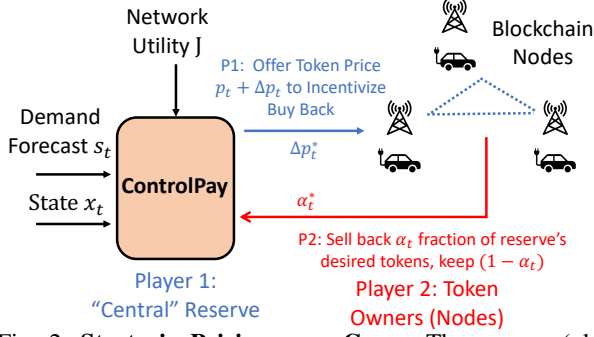 Network
Utility J
Blockchain
Nodes
P1: Offer Token Price
p_t + Δp_t to Incentivize
Buy Back
Δp_t^*
Demand
Forecast s_t
State x_t
ControlPay
α_t^*
P2: Sell back α_t fraction of reserve's
desired tokens, keep (1 − α_t)
Player 1:
"Central" Reserve
Player 2: Token
Owners (Nodes)